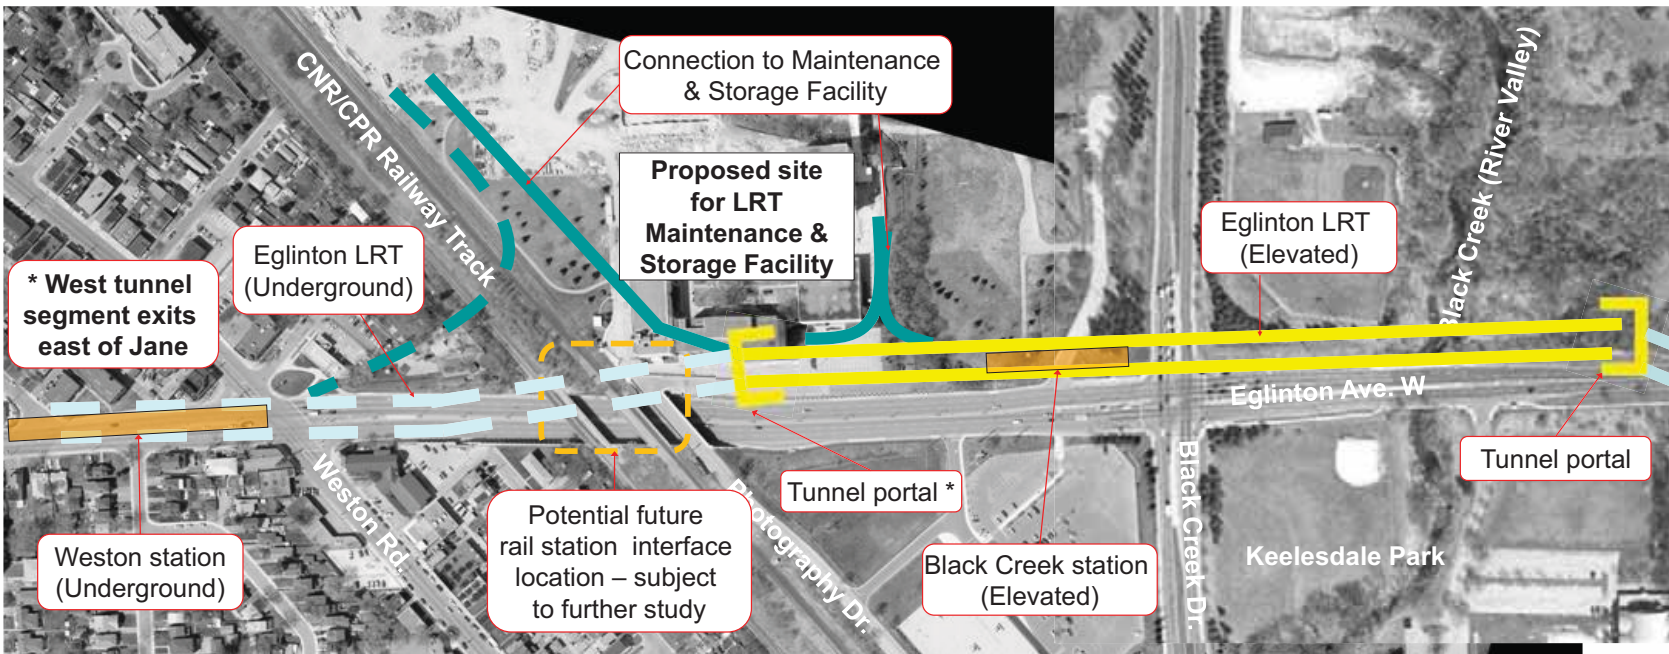 CNR/CPR Railway Track
Connection to Maintenance
& Storage Facility
Proposed site
for LRT
Maintenance &
Storage Facility
Eglinton LRT
(Elevated)
Black Creek (River Valley)
Eglinton LRT
(Underground)
* West tunnel
segment exits
east of Jane
Eglinton Ave. W
Tunnel portal
Tunnel portal *
Weston Rd.
Weston station
(Underground)
Potential future
rail station interface
location – subject
to further study
Photography Dr.
Black Creek station
(Elevated)
Black Creek Dr.
Keelesdale Park